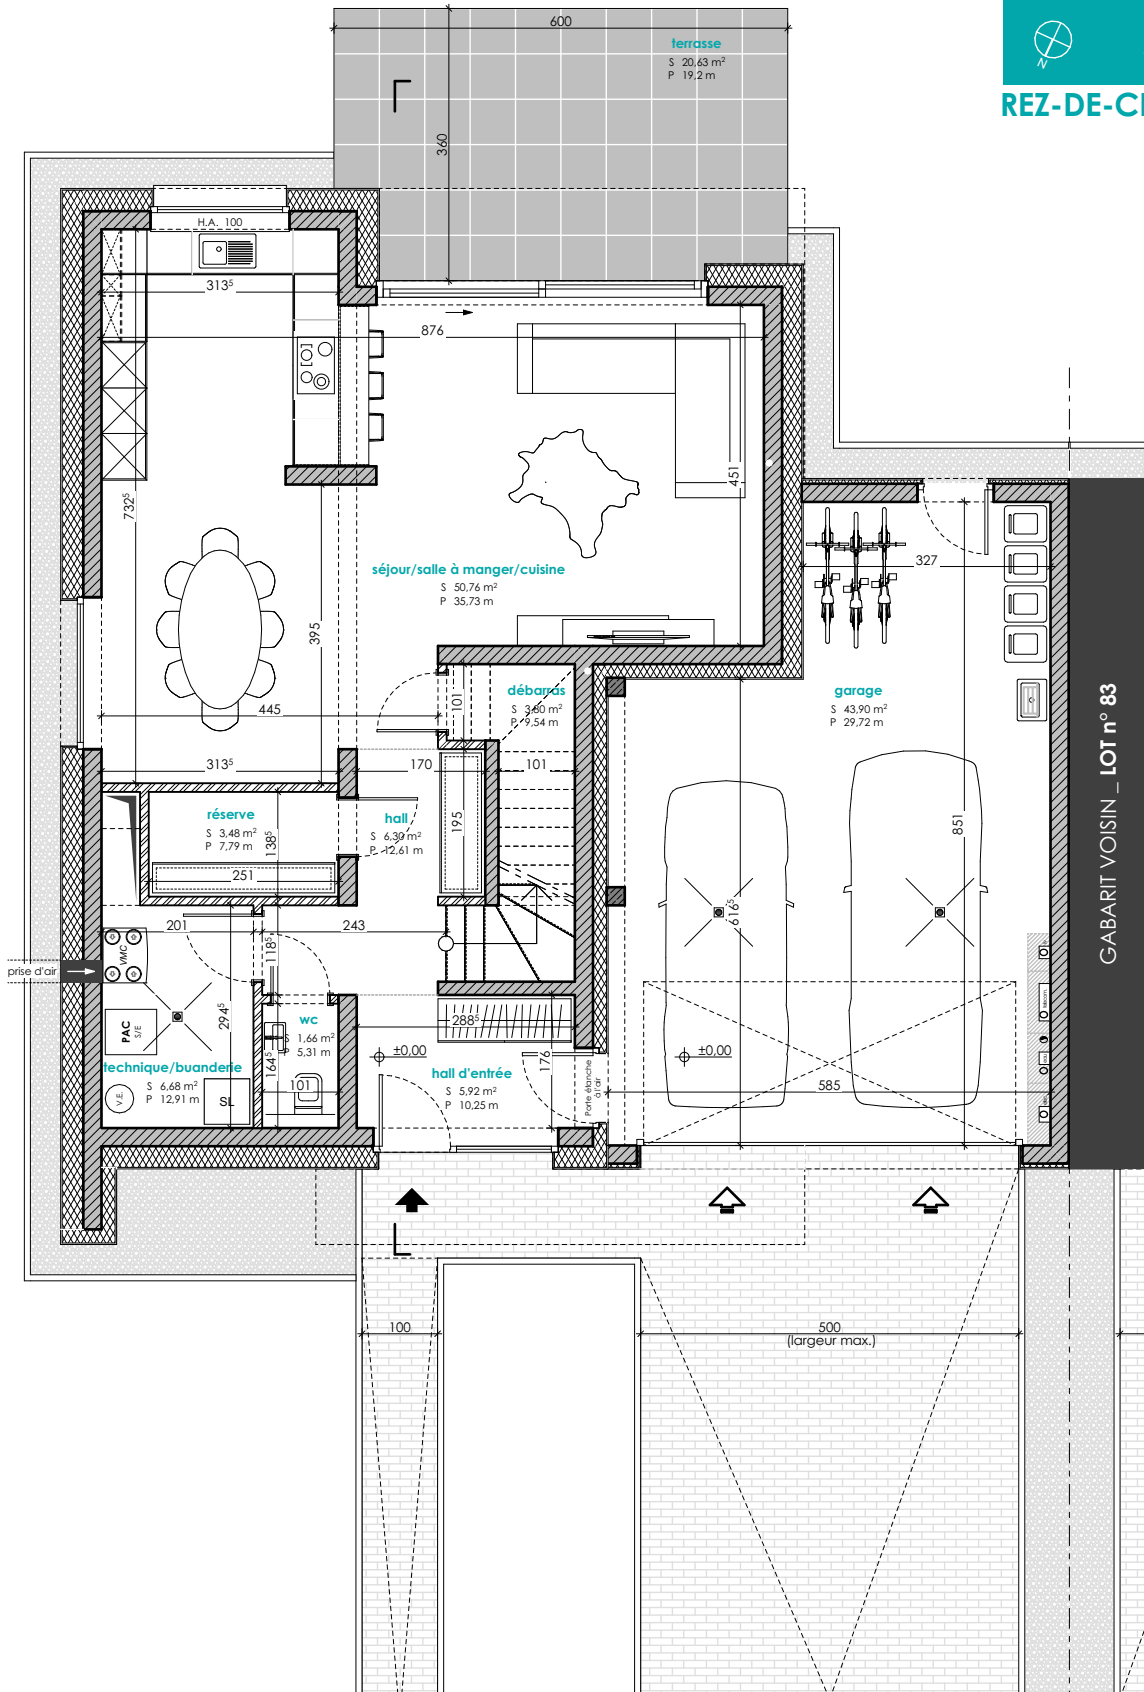 600
terrasse
S 20,63 m²
P 19,2 m
N
REZ-DE-C
360
H.A. 100
313⁵
876
732⁵
451
327
séjour/salle à manger/cuisine
S 50,76 m²
P 35,73 m
395
445
101
débarras
S 3,80 m²
P 9,54 m
garage
S 43,90 m²
P 29,72 m
GABARIT VOISIN _ LOT n° 83
313⁵
170
101
réserve
S 3,48 m²
P 7,79 m
138⁵
hall
S 6,30 m²
P 12,61 m
195
851
251
616⁵
201
243
118⁵
prise d'air
VMC
294⁵
PAC
S/E
wc
S 1,66 m²
P 5,31 m
288⁵
164⁵
±0,00
176
±0,00
technique/buanderie
S 6,68 m²
P 12,91 m
V.E.
SL
101
hall d'entrée
S 5,92 m²
P 10,25 m
Porte étanche
à l'air
585
100
500
(largeur max.)